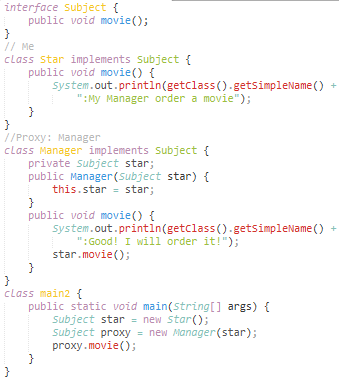 interface Subject {
    public void movie();
}
// Me
class Star implements Subject {
    public void movie() {
        System.out.println(getClass().getSimpleName() +
            ":My Manager order a movie");
    }
}
//Proxy: Manager
class Manager implements Subject {
    private Subject star;
    public Manager(Subject star) {
        this.star = star;
    }
    public void movie() {
        System.out.println(getClass().getSimpleName() +
            ":Good! I will order it!");
        star.movie();
    }
}
class main2 {
    public static void main(String[] args) {
        Subject star = new Star();
        Subject proxy = new Manager(star);
        proxy.movie();
    }
}